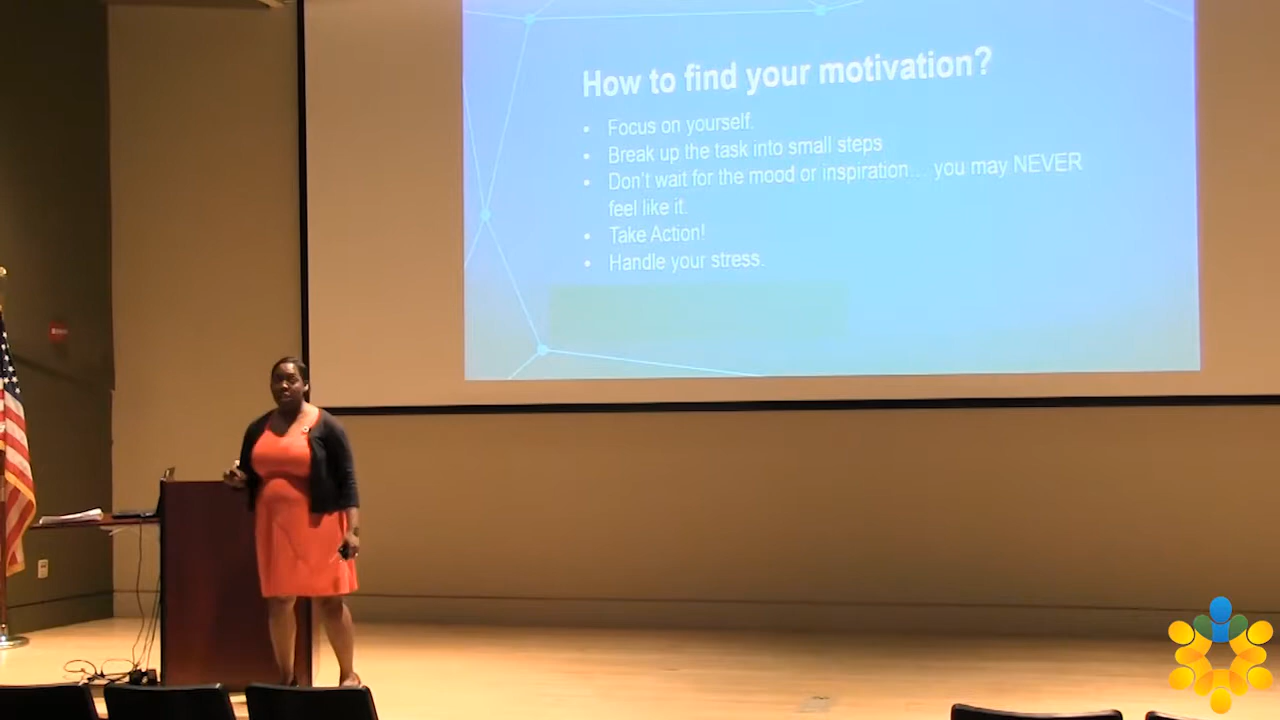 How to find your motivation?
• Focus on yourself.
• Break up the task into small steps
• Don't wait for the mood or inspiration... you may NEVER
feel like it.
• Take Action!
• Handle your stress.